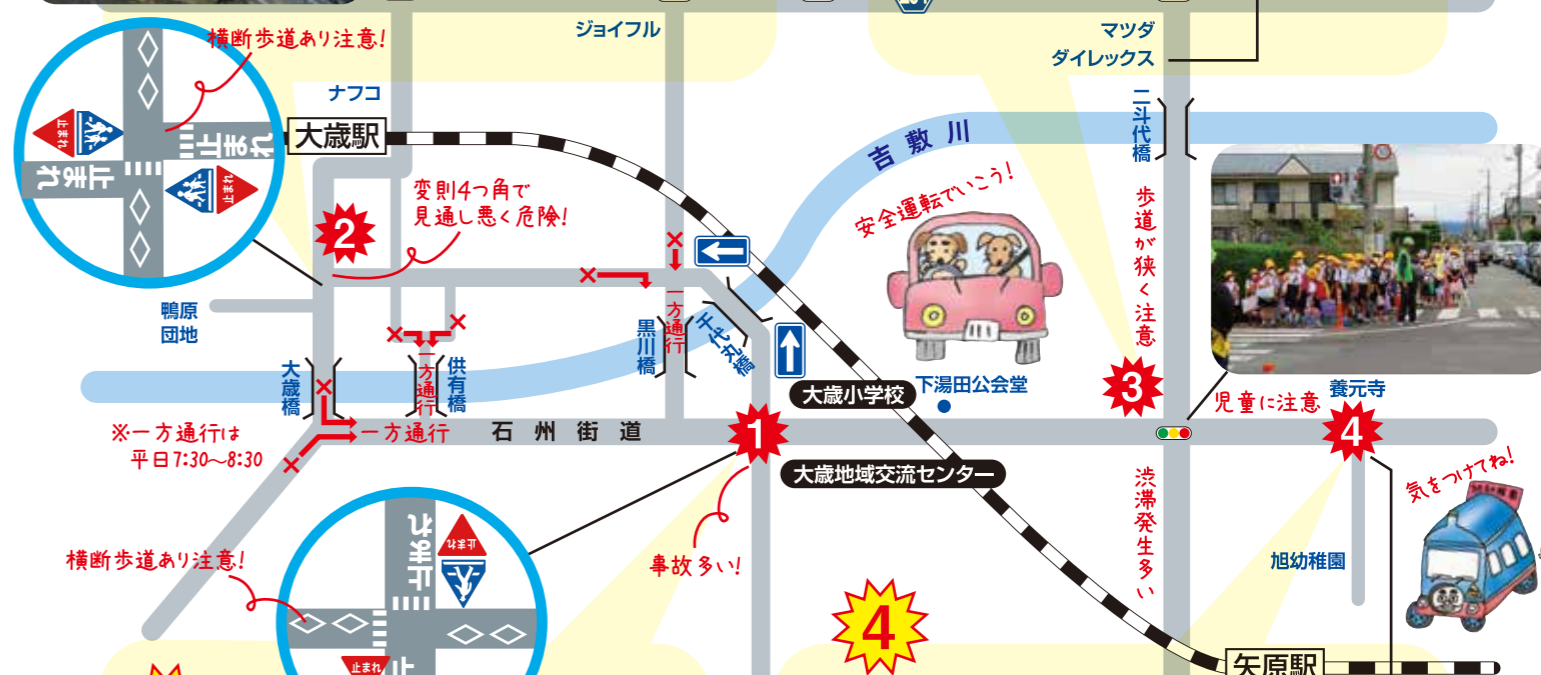 横断歩道あり注意!
ジョイフル
マツダ
ダイレックス
ナフコ
大歳駅
止まれ
止まれ
止まれ
止まれ
変則4つ角で
見通し悪く危険!
2
吉敷川
二斗代橋
安全運転でいこう!
歩道が狭く注意
鴨原
団地
一方通行
黒川橋
千代丸橋
大歳橋
一方通行
供有橋
大歳小学校
下湯田公会堂
3
児童に注意
養元寺
※一方通行は
平日7:30〜8:30
一方通行
石州街道
1
4
大歳地域交流センター
気をつけてね!
渋滞発生多い
横断歩道あり注意!
止まれ
止まれ
事故多い!
旭幼稚園
4
止まれ
止
矢原駅